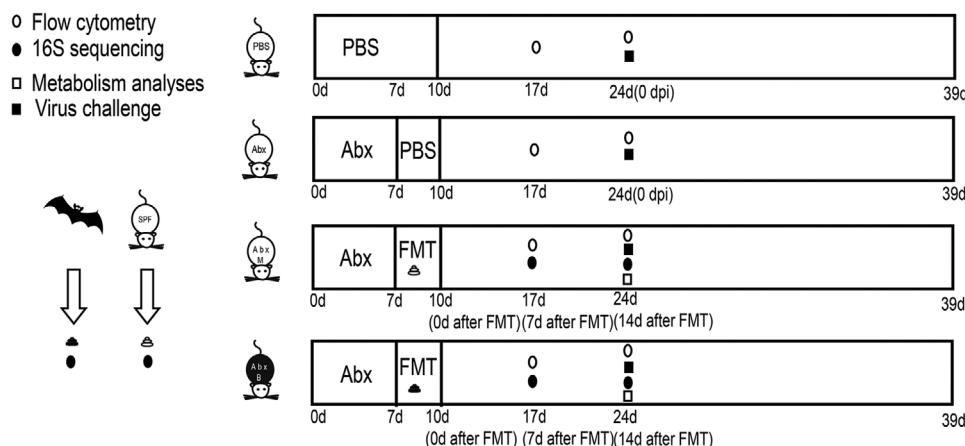 Flow cytometry
16S sequencing
Metabolism analyses
Virus challenge
SPF
PBS
PBS
0d 7d 10d 17d 24d(0 dpi) 39d
Abx
Abx PBS
0d 7d 10d 17d 24d(0 dpi) 39d
Abx
M
Abx FMT
0d 7d 10d 17d 24d 39d
(0d after FMT) (7d after FMT) (14d after FMT)
Abx
B
Abx FMT
0d 7d 10d 17d 24d 39d
(0d after FMT) (7d after FMT) (14d after FMT)